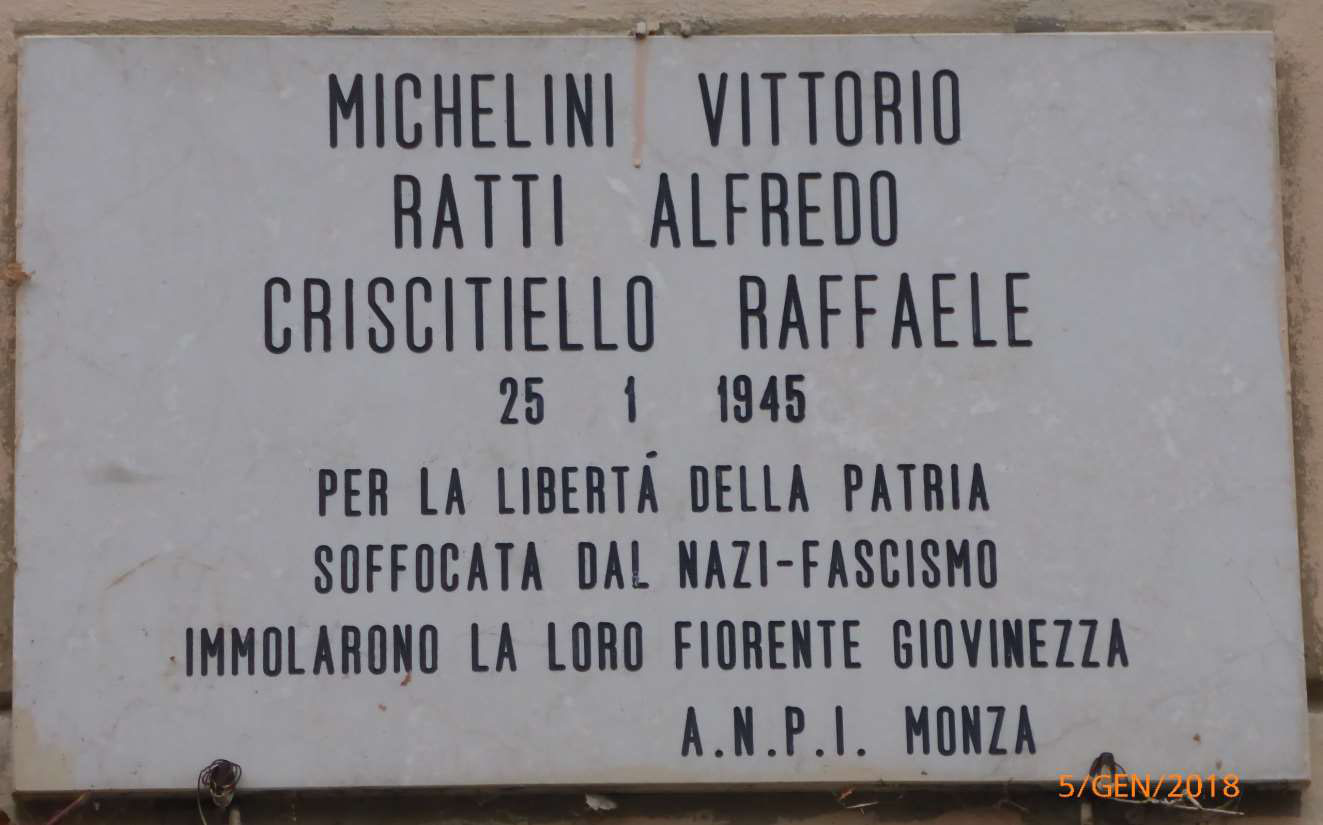 MICHELINI VITTORIO
RATTI ALFREDO
CRISCITIELLO RAFFAELE
25 1 1945
PER LA LIBERTÁ DELLA PATRIA
SOFFOCATA DAL NAZI-FASCISMO
IMMOLARONO LA LORO FIORENTE GIOVINEZZA
A.N.P.I. MONZA
5/GEN/2018